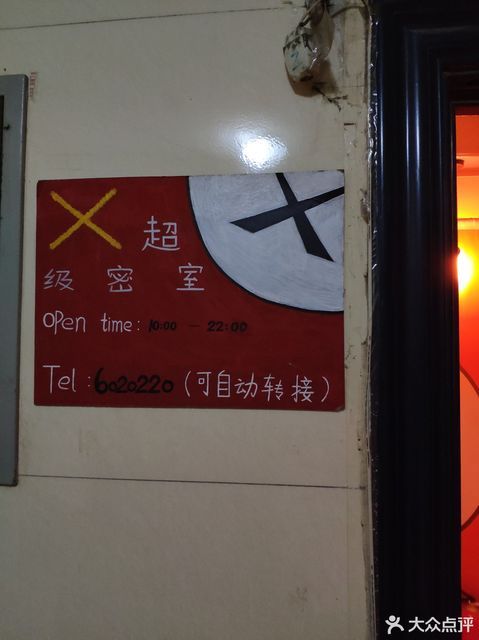 超
级密室
open time: 10:00 — 22:00
Tel:6020220(可自动转接)
大众点评